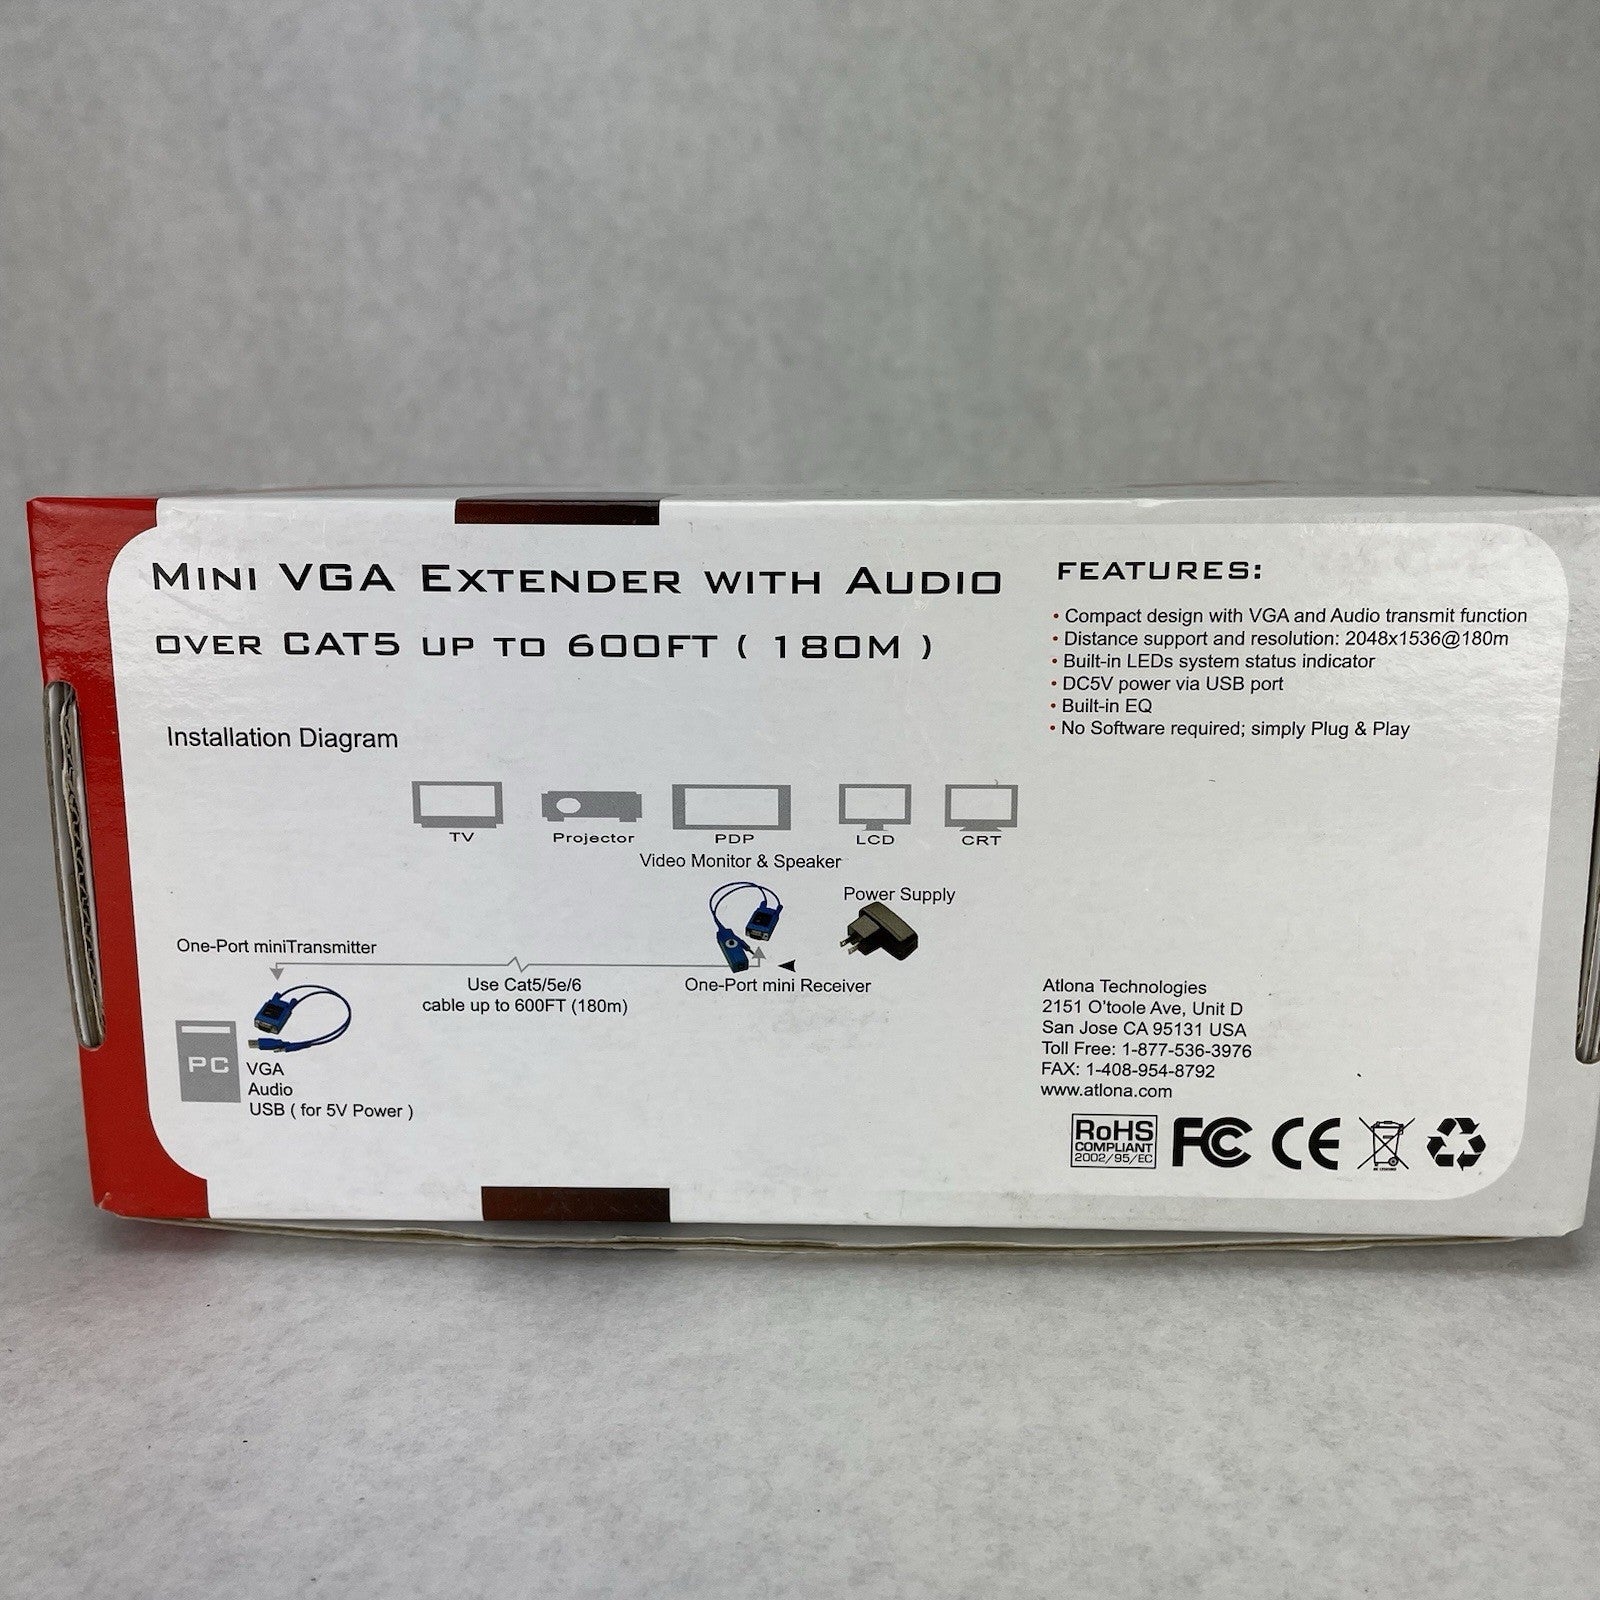 MINI VGA EXTENDER WITH AUDIO
OVER CAT5 UP TO 600FT ( 180M )
Installation Diagram
TV
Projector
PDP
LCD
CRT
Video Monitor & Speaker
Power Supply
One-Port miniTransmitter
Use Cat5/5e/6
cable up to 600FT (180m)
One-Port mini Receiver
PC
VGA
Audio
USB ( for 5V Power )
FEATURES:
• Compact design with VGA and Audio transmit function
• Distance support and resolution: 2048x1536@180m
• Built-in LEDs system status indicator
• DC5V power via USB port
• Built-in EQ
• No Software required; simply Plug & Play
Atlona Technologies
2151 O'toole Ave, Unit D
San Jose CA 95131 USA
Toll Free: 1-877-536-3976
FAX: 1-408-954-8792
www.atlona.com
RoHS
COMPLIANT
2002/95/EC
FC
CE